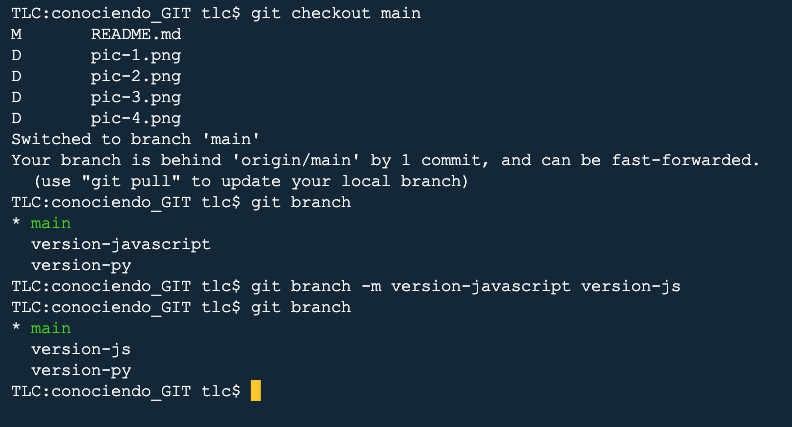 TLC:conociendo_GIT tlc$ git checkout main
M       README.md
D       pic-1.png
D       pic-2.png
D       pic-3.png
D       pic-4.png
Switched to branch 'main'
Your branch is behind 'origin/main' by 1 commit, and can be fast-forwarded.
  (use "git pull" to update your local branch)
TLC:conociendo_GIT tlc$ git branch
* main
  version-javascript
  version-py
TLC:conociendo_GIT tlc$ git branch -m version-javascript version-js
TLC:conociendo_GIT tlc$ git branch
* main
  version-js
  version-py
TLC:conociendo_GIT tlc$